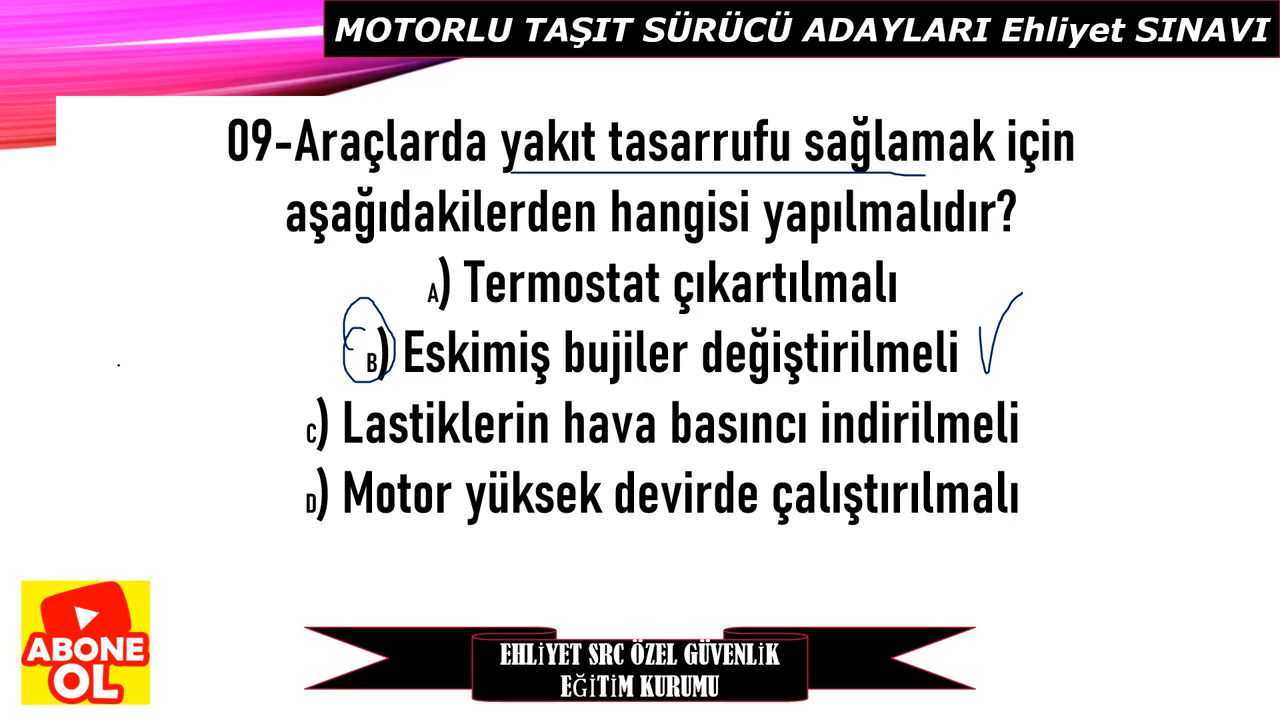 MOTORLU TAŞIT SÜRÜCÜ ADAYLARI Ehliyet SINAVI
09-Araçlarda yakıt tasarrufu sağlamak için
aşağıdakilerden hangisi yapılmalıdır?
A) Termostat çıkartılmalı
B) Eskimiş bujiler değiştirilmeli
C) Lastiklerin hava basıncı indirilmeli
D) Motor yüksek devirde çalıştırılmalı
ABONE
OL
EHLİYET SRC ÖZEL GÜVENLİK
EĞİTİM KURUMU